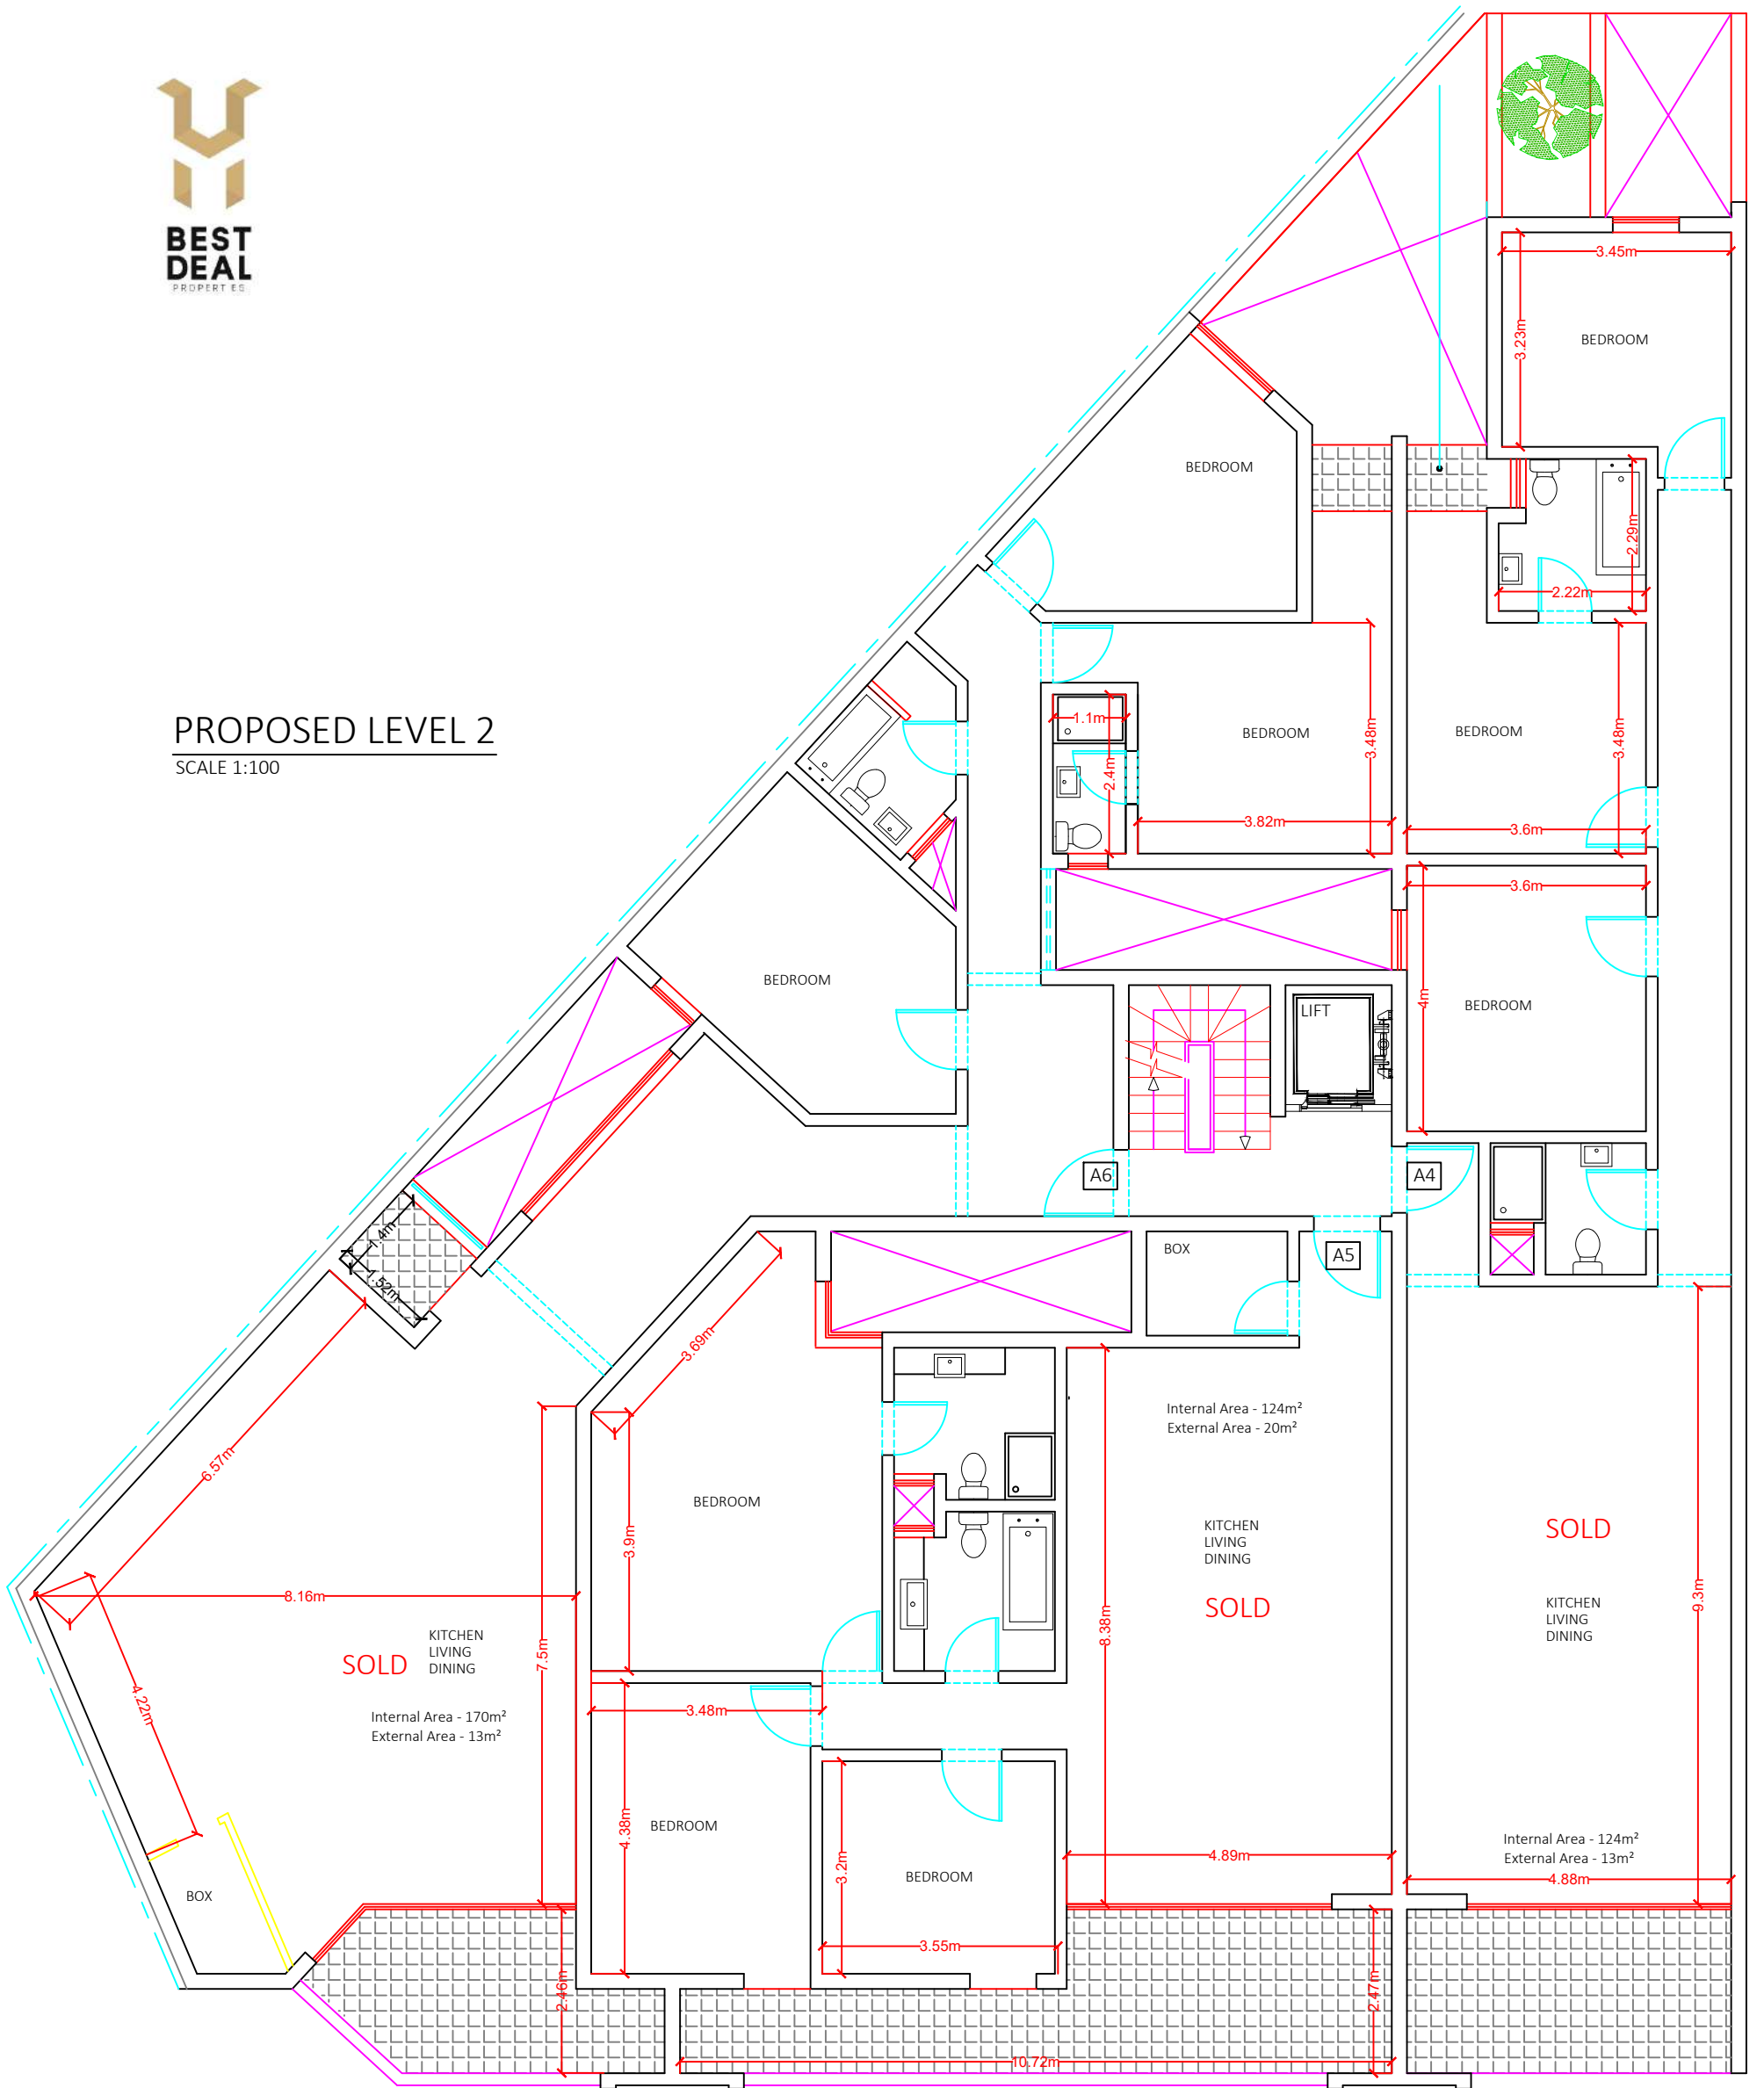 BEST
DEAL
PROPERTIES
PROPOSED LEVEL 2
SCALE 1:100
3.45m
3.23m
BEDROOM
BEDROOM
2.29m
2.22m
1.1m
2.4m
BEDROOM
3.48m
3.82m
BEDROOM
3.48m
3.6m
3.6m
4m
BEDROOM
BEDROOM
LIFT
A6
A4
A5
BOX
1.4m
1.52m
3.69m
6.57m
Internal Area - 124m²
External Area - 20m²
BEDROOM
3.9m
KITCHEN
LIVING
DINING
SOLD
8.38m
SOLD
KITCHEN
LIVING
DINING
9.3m
8.16m
7.5m
KITCHEN
LIVING
DINING
SOLD
4.22m
Internal Area - 170m²
External Area - 13m²
3.48m
4.38m
BEDROOM
3.2m
BEDROOM
3.55m
4.89m
Internal Area - 124m²
External Area - 13m²
4.88m
BOX
2.46m
2.47m
10.72m